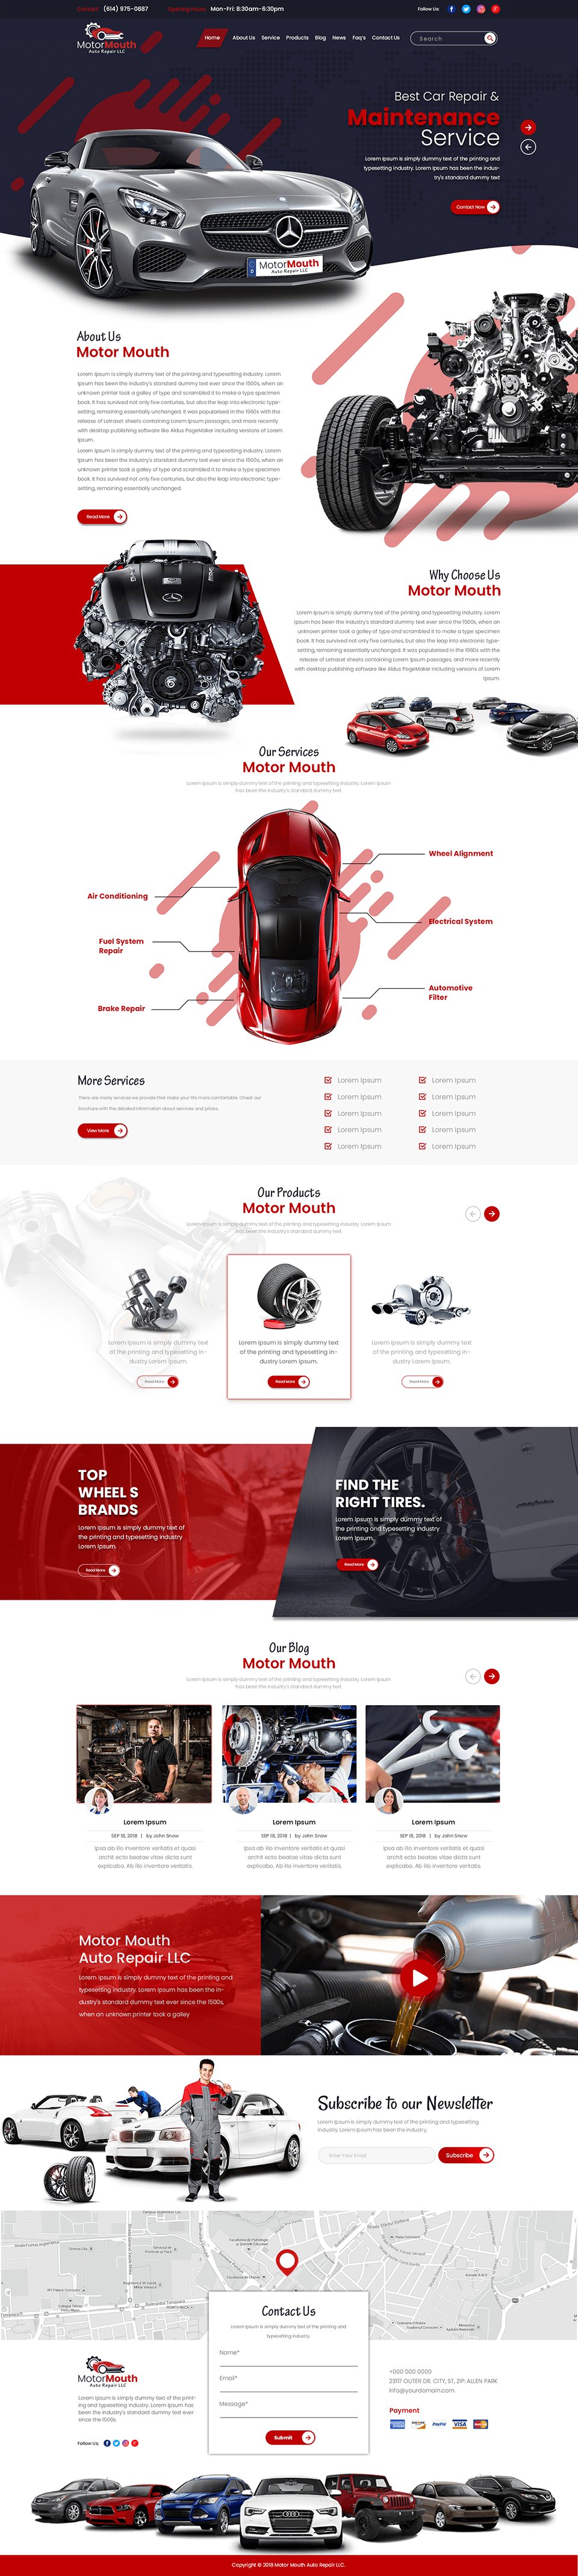 Contact: (614) 975-0887 Opening Hours: Mon-Fri: 8:30am-6:30pm Follow Us:
MotorMouth
Auto Repair LLC
Home About Us Service Products Blog News Faq's Contact Us Search
Best Car Repair &
Maintenance
Service
Lorem Ipsum is simply dummy text of the printing and
typesetting industry. Lorem Ipsum has been the indus-
try's standard dummy text
Contact Now
MotorMouth
Auto Repair LLC
About Us
Motor Mouth
Lorem Ipsum is simply dummy text of the printing and typesetting industry. Lorem
Ipsum has been the industry's standard dummy text ever since the 1500s, when an
unknown printer took a galley of type and scrambled it to make a type specimen
book. It has survived not only five centuries, but also the leap into electronic type-
setting, remaining essentially unchanged. It was popularised in the 1960s with the
release of Letraset sheets containing Lorem Ipsum passages, and more recently
with desktop publishing software like Aldus PageMaker including versions of Lorem
Ipsum.
Lorem Ipsum is simply dummy text of the printing and typesetting industry. Lorem
Ipsum has been the industry's standard dummy text ever since the 1500s, when an
unknown printer took a galley of type and scrambled it to make a type specimen
book. It has survived not only five centuries, but also the leap into electronic type-
setting, remaining essentially unchanged.
Read More
Why Choose Us
Motor Mouth
Lorem Ipsum is simply dummy text of the printing and typesetting industry. Lorem
Ipsum has been the industry's standard dummy text ever since the 1500s, when an
unknown printer took a galley of type and scrambled it to make a type specimen
book. It has survived not only five centuries, but also the leap into electronic type-
setting, remaining essentially unchanged. It was popularised in the 1960s with the
release of Letraset sheets containing Lorem Ipsum passages, and more recently
with desktop publishing software like Aldus PageMaker including versions of Lorem
Ipsum.
Our Services
Motor Mouth
Lorem Ipsum is simply dummy text of the printing and typesetting industry. Lorem Ipsum
has been the industry's standard dummy text.
Wheel Alignment
Air Conditioning
Electrical System
Fuel System
Repair
Automotive
Filter
Brake Repair
More Services
There are many services we provide that make your life more comfortable. Check our
brochure with the detailed information about services and prices.
View More
Lorem Ipsum Lorem Ipsum
Lorem Ipsum Lorem Ipsum
Lorem Ipsum Lorem Ipsum
Lorem Ipsum Lorem Ipsum
Lorem Ipsum Lorem Ipsum
Our Products
Motor Mouth
Lorem Ipsum is simply dummy text of the printing and typesetting industry. Lorem Ipsum
has been the industry's standard dummy text.
Lorem Ipsum is simply dummy text
of the printing and typesetting in-
dustry Lorem Ipsum.
Read More
Lorem Ipsum is simply dummy text
of the printing and typesetting in-
dustry Lorem Ipsum.
Read More
Lorem Ipsum is simply dummy text
of the printing and typesetting in-
dustry Lorem Ipsum.
Read More
TOP
WHEEL S
BRANDS
Lorem Ipsum is simply dummy text of
the printing and typesetting industry
Lorem Ipsum.
Read More
FIND THE
RIGHT TIRES.
Lorem Ipsum is simply dummy text of
the printing and typesetting industry
Lorem Ipsum.
Read More
Our Blog
Motor Mouth
Lorem Ipsum is simply dummy text of the printing and typesetting industry. Lorem Ipsum
has been the industry's standard dummy text.
Lorem Ipsum
SEP 18, 2018 | by John Snow
Ipsa ab illo inventore veritatis et quasi
archit ecto beatae vitae dicta sunt
explicabo. Ab illo inventore veritatis.
Lorem Ipsum
SEP 18, 2018 | by John Snow
Ipsa ab illo inventore veritatis et quasi
archit ecto beatae vitae dicta sunt
explicabo. Ab illo inventore veritatis.
Lorem Ipsum
SEP 18, 2018 | by John Snow
Ipsa ab illo inventore veritatis et quasi
archit ecto beatae vitae dicta sunt
explicabo. Ab illo inventore veritatis.
Motor Mouth
Auto Repair LLC
Lorem Ipsum is simply dummy text of the printing and
typesetting industry. Lorem Ipsum has been the in-
dustry's standard dummy text ever since the 1500s,
when an unknown printer took a galley
Subscribe to our Newsletter
Lorem Ipsum is simply dummy text of the printing and typesetting
industry. Lorem Ipsum has been the industry.
Enter Your Email
Subscribe
Contact Us
Lorem Ipsum is simply dummy text of the printing and
typesetting industry.
Name*
Email*
Message*
Submit
MotorMouth
Auto Repair LLC
Lorem Ipsum is simply dummy text of the print-
ing and typesetting industry. Lorem Ipsum has
been the industry's standard dummy text ever
since the 1500s.
Follow Us:
+000 000 0000
23117 OUTER DR. CITY, ST, ZIP: ALLEN PARK
info@yourdomain.com
Payment
PayPal
VISA
Copyright © 2018 Motor Mouth Auto Repair LLC.